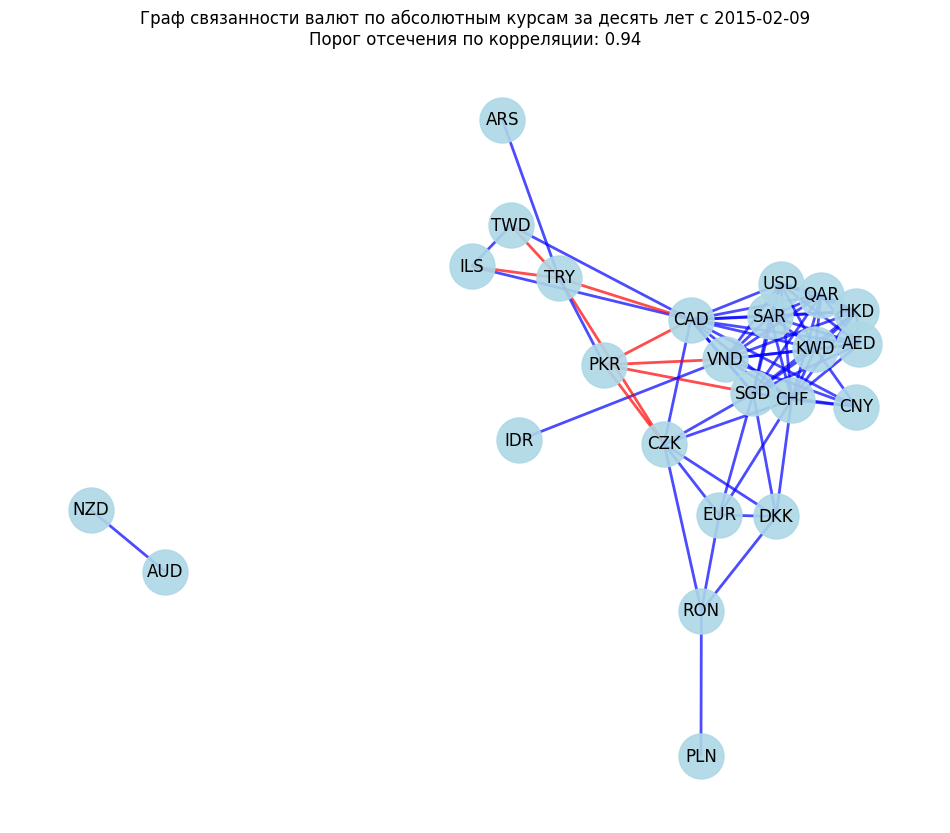 Граф связанности валют по абсолютным курсам за десять лет с 2015-02-09
Порог отсечения по корреляции: 0.94
ARS
TWD
ILS
TRY
USD
QAR
HKD
SAR
CAD
AED
KWD
VND
PKR
SGD
CHF
CNY
IDR
CZK
NZD
EUR
DKK
AUD
RON
PLN